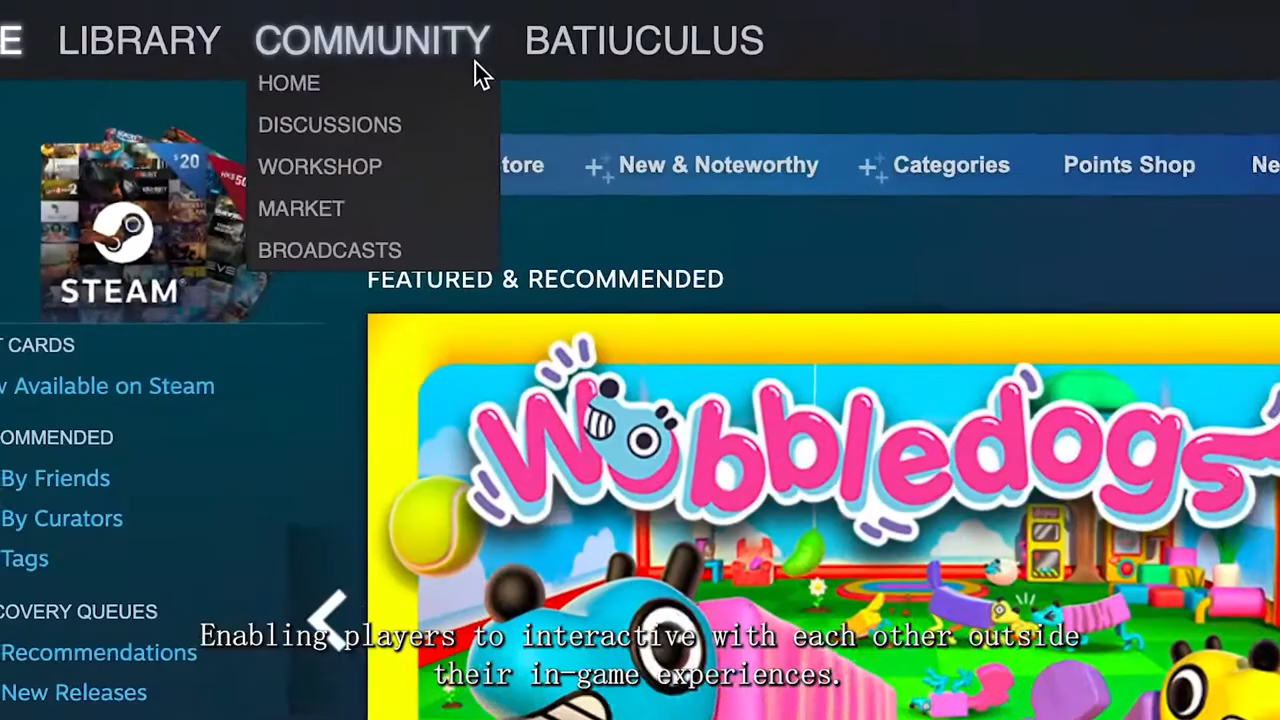 E LIBRARY COMMUNITY BATIUCULUS
HOME
DISCUSSIONS
WORKSHOP
MARKET
BROADCASTS
tore New & Noteworthy Categories Points Shop Ne
$20
HK$50
STEAM
FEATURED & RECOMMENDED
T CARDS
w Available on Steam
OMMENDED
By Friends
By Curators
Tags
COVERY QUEUES
Recommendations
New Releases
Wobbledogs
Enabling players to interactive with each other outside
their in-game experiences.